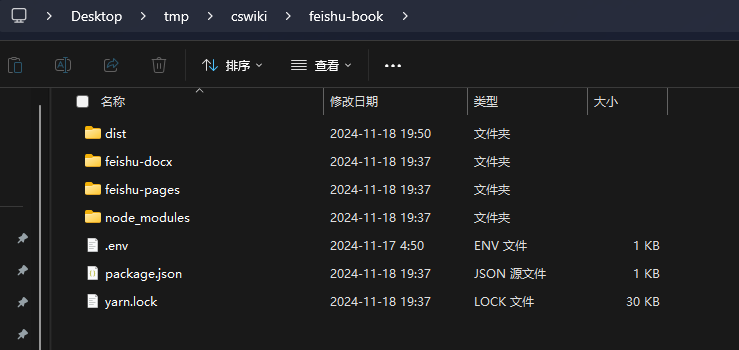 Desktop > tmp > cswiki > feishu-book >
排序 查看 •••
名称 修改日期 类型 大小
dist 2024-11-18 19:50 文件夹
feishu-docx 2024-11-18 19:37 文件夹
feishu-pages 2024-11-18 19:37 文件夹
node_modules 2024-11-18 19:37 文件夹
.env 2024-11-17 4:50 ENV 文件 1 KB
package.json 2024-11-18 19:37 JSON 源文件 1 KB
yarn.lock 2024-11-18 19:37 LOCK 文件 30 KB